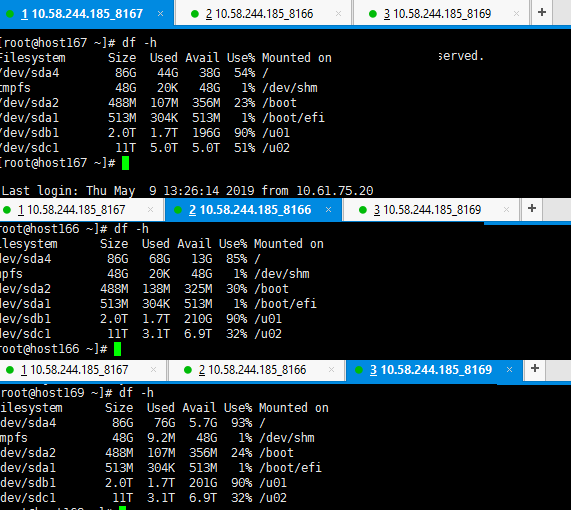 1 10.58.244.185_8167 × 2 10.58.244.185_8166 × 3 10.58.244.185_8169 × +
[root@host167 ~]# df -h
Filesystem Size Used Avail Use% Mounted on served.
/dev/sda4 86G 44G 38G 54% /
tmpfs 48G 20K 48G 1% /dev/shm
/dev/sda2 488M 107M 356M 23% /boot
/dev/sda1 513M 304K 513M 1% /boot/efi
/dev/sdb1 2.0T 1.7T 196G 90% /u01
/dev/sdc1 11T 5.0T 5.0T 51% /u02
[root@host167 ~]#
Last login: Thu May 9 13:26:14 2019 from 10.61.75.20
1 10.58.244.185_8167 × 2 10.58.244.185_8166 × 3 10.58.244.185_8169 × +
root@host166 ~]# df -h
ilesystem Size Used Avail Use% Mounted on
dev/sda4 86G 68G 13G 85% /
mpfs 48G 20K 48G 1% /dev/shm
dev/sda2 488M 138M 325M 30% /boot
dev/sda1 513M 304K 513M 1% /boot/efi
dev/sdb1 2.0T 1.7T 210G 90% /u01
dev/sdc1 11T 3.1T 6.9T 32% /u02
root@host166 ~]#
1 10.58.244.185_8167 × 2 10.58.244.185_8166 × 3 10.58.244.185_8169 × +
root@host169 ~]# df -h
ilesystem Size Used Avail Use% Mounted on
dev/sda4 86G 76G 5.7G 93% /
mpfs 48G 9.2M 48G 1% /dev/shm
dev/sda2 488M 107M 356M 24% /boot
dev/sda1 513M 304K 513M 1% /boot/efi
dev/sdb1 2.0T 1.7T 201G 90% /u01
dev/sdc1 11T 3.1T 6.9T 32% /u02